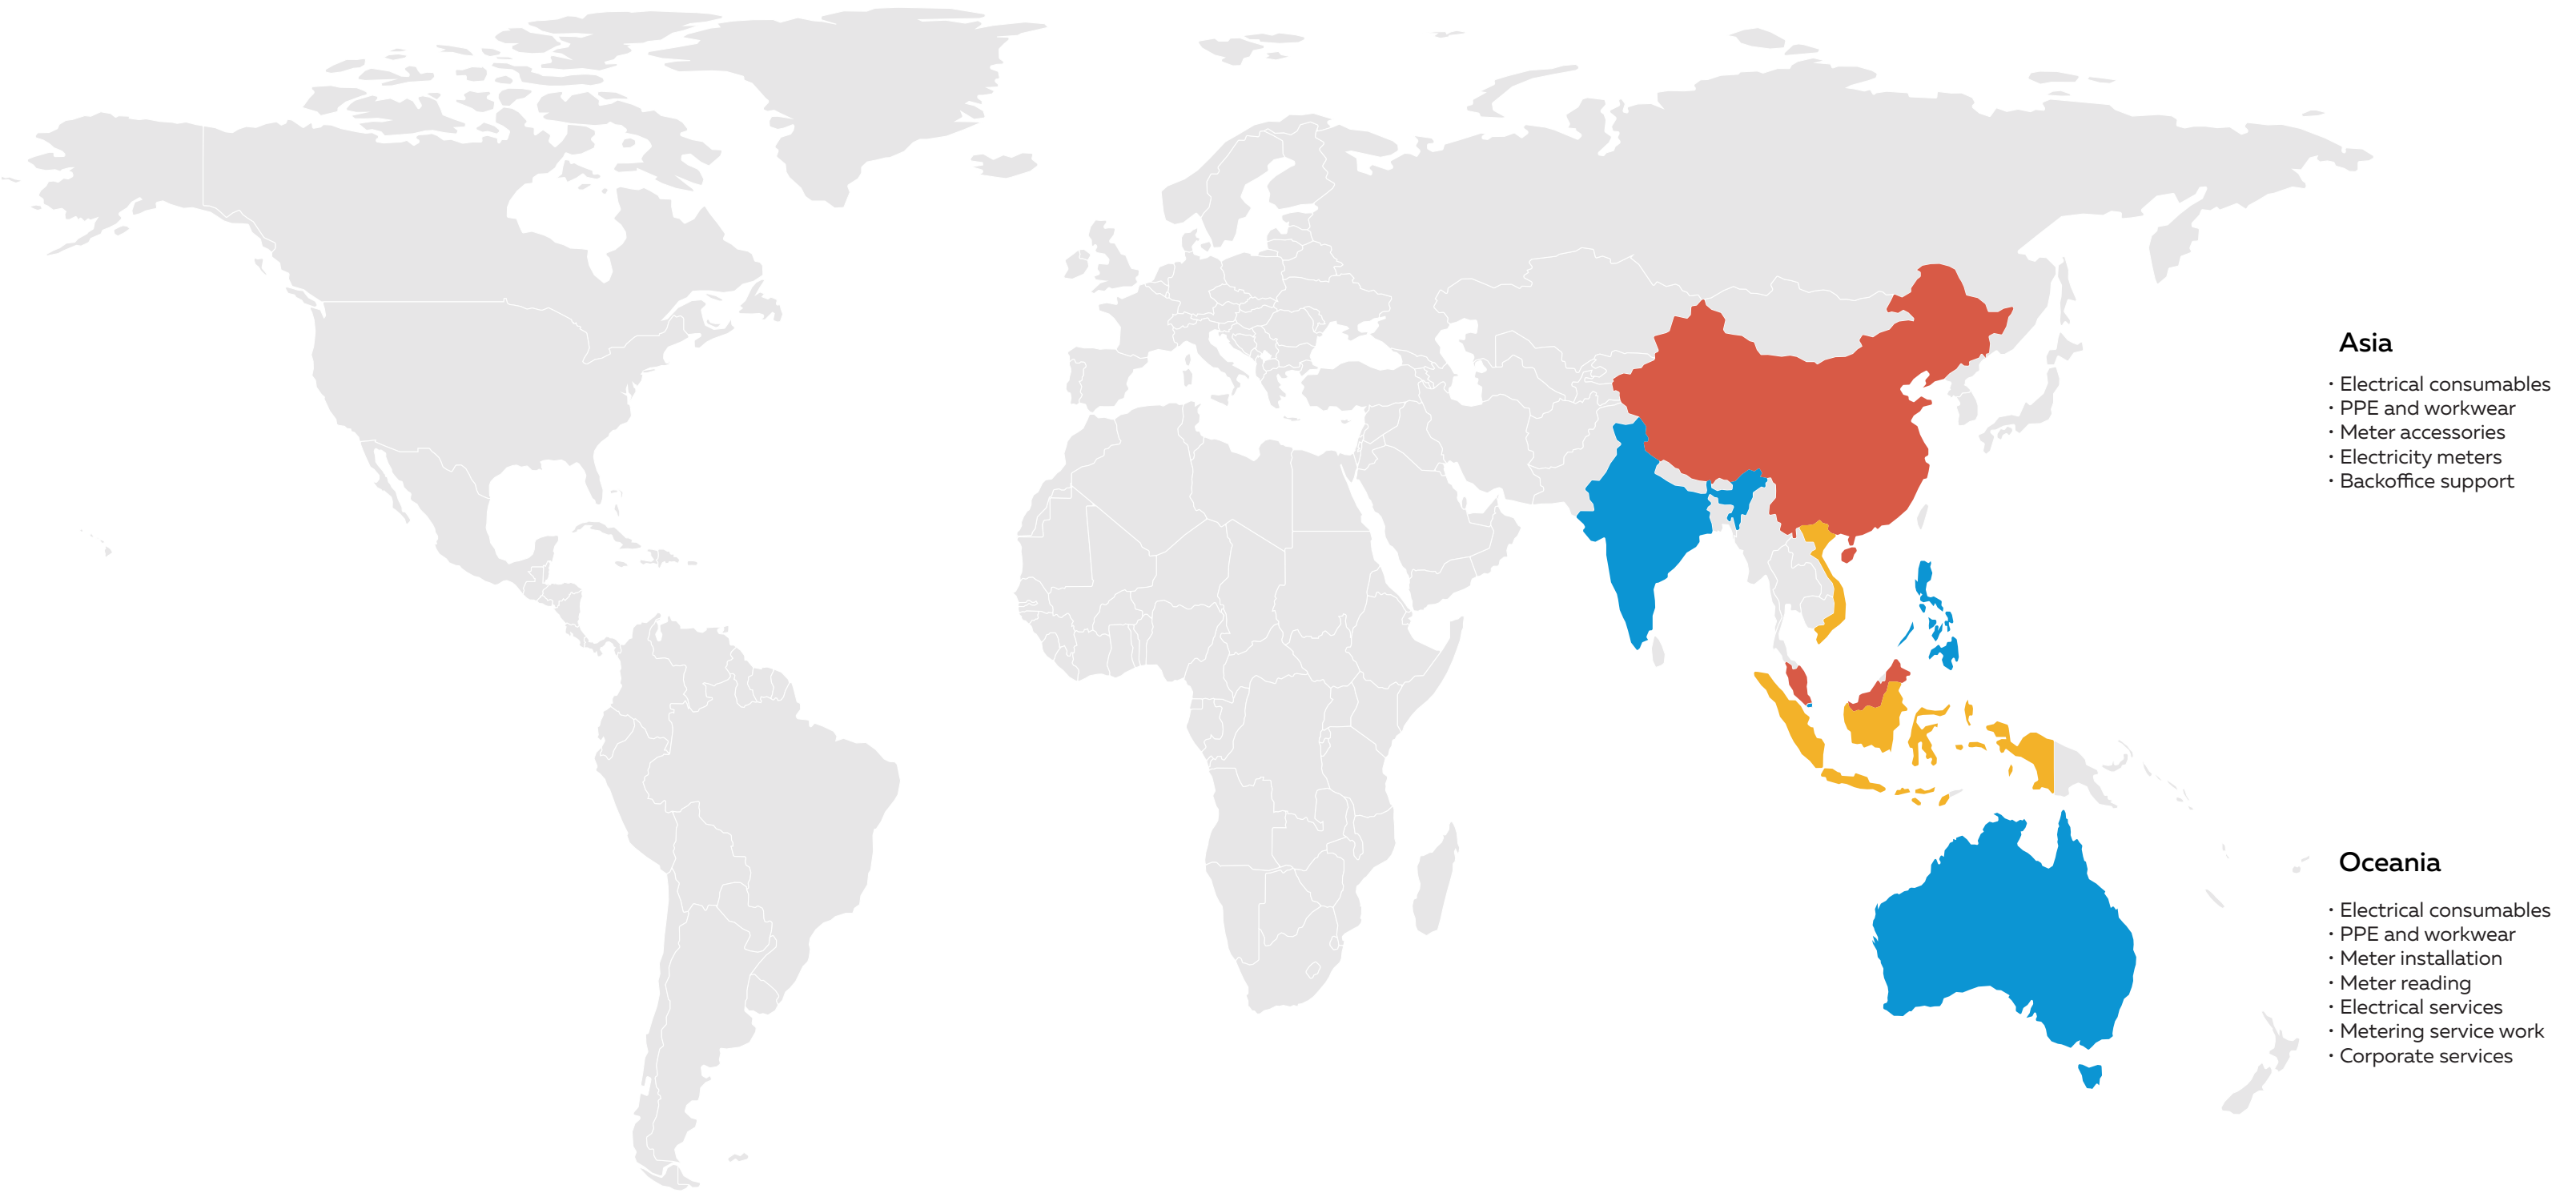 Asia
• Electrical consumables
• PPE and workwear
• Meter accessories
• Electricity meters
• Backoffice support
Oceania
• Electrical consumables
• PPE and workwear
• Meter installation
• Meter reading
• Electrical services
• Metering service work
• Corporate services